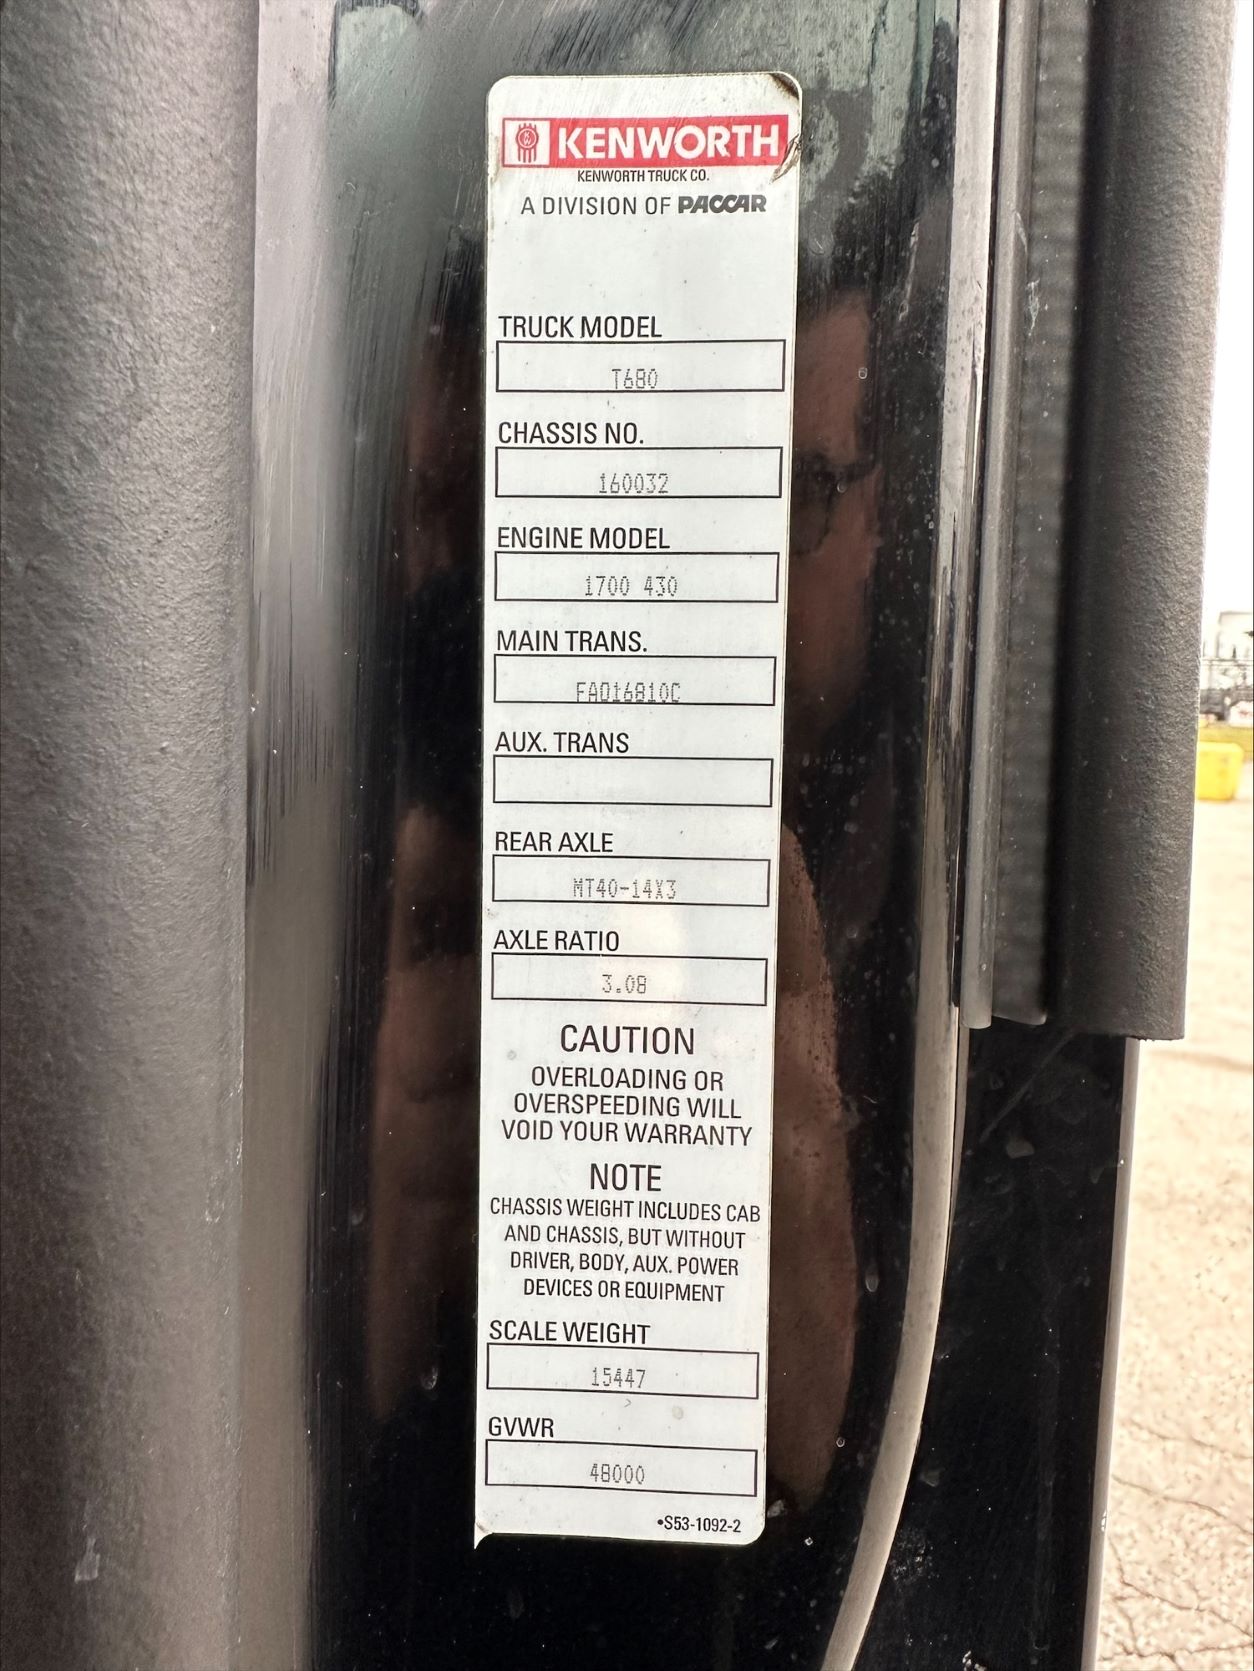 KENWORTH
KENWORTH TRUCK CO.
A DIVISION OF PACCAR
TRUCK MODEL
T680
CHASSIS NO.
160032
ENGINE MODEL
1700 430
MAIN TRANS.
FAO16810C
AUX. TRANS
REAR AXLE
MT40-14X3
AXLE RATIO
3.08
CAUTION
OVERLOADING OR
OVERSPEEDING WILL
VOID YOUR WARRANTY
NOTE
CHASSIS WEIGHT INCLUDES CAB
AND CHASSIS, BUT WITHOUT
DRIVER, BODY, AUX. POWER
DEVICES OR EQUIPMENT
SCALE WEIGHT
15447
GVWR
48000
•S53-1092-2